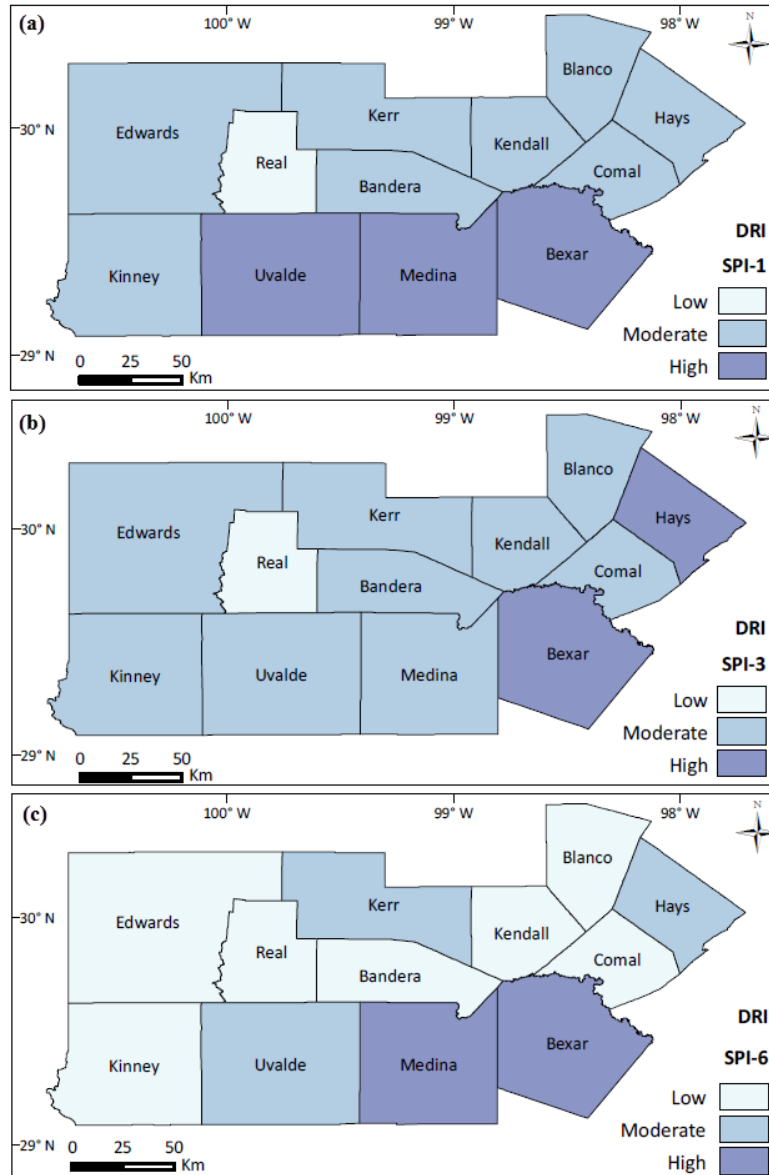 (a)
100° W 99° W 98° W
N
30° N
29° N
Blanco
Hays
Edwards
Kerr
Kendall
Real
Comal
Bandera
Kinney
Uvalde
Medina
Bexar
DRI
SPI-1
Low
Moderate
High
0 25 50
Km
(b)
100° W 99° W 98° W
N
30° N
29° N
Blanco
Hays
Edwards
Kerr
Kendall
Real
Comal
Bandera
Kinney
Uvalde
Medina
Bexar
DRI
SPI-3
Low
Moderate
High
0 25 50
Km
(c)
100° W 99° W 98° W
N
30° N
29° N
Blanco
Hays
Edwards
Kerr
Kendall
Real
Comal
Bandera
Kinney
Uvalde
Medina
Bexar
DRI
SPI-6
Low
Moderate
High
0 25 50
Km